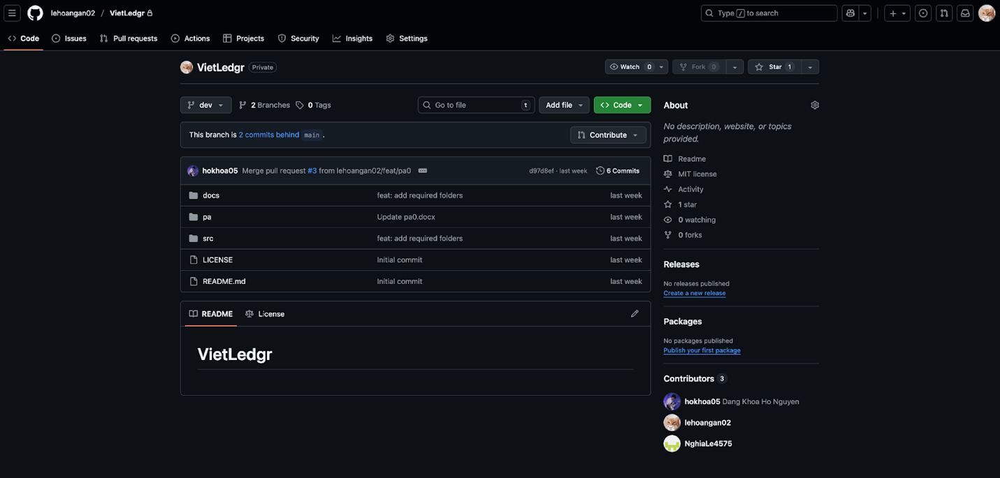 lehoangan02 / VietLedgr
Type / to search
Code Issues Pull requests Actions Projects Security Insights Settings
VietLedgr Private
Watch 0 Fork 0 Star 1
dev 2 Branches 0 Tags
Go to file t Add file Code
This branch is 2 commits behind main .
Contribute
hokhoa05 Merge pull request #3 from lehoangan02/feat/pa0 d97d8ef · last week 6 Commits
docs feat: add required folders last week
pa Update pa0.docx last week
src feat: add required folders last week
LICENSE Initial commit last week
README.md Initial commit last week
README License
VietLedgr
About
No description, website, or topics
provided.
Readme
MIT license
Activity
1 star
0 watching
0 forks
Releases
No releases published
Create a new release
Packages
No packages published
Publish your first package
Contributors 3
hokhoa05 Dang Khoa Ho Nguyen
lehoangan02
NghiaLe4575